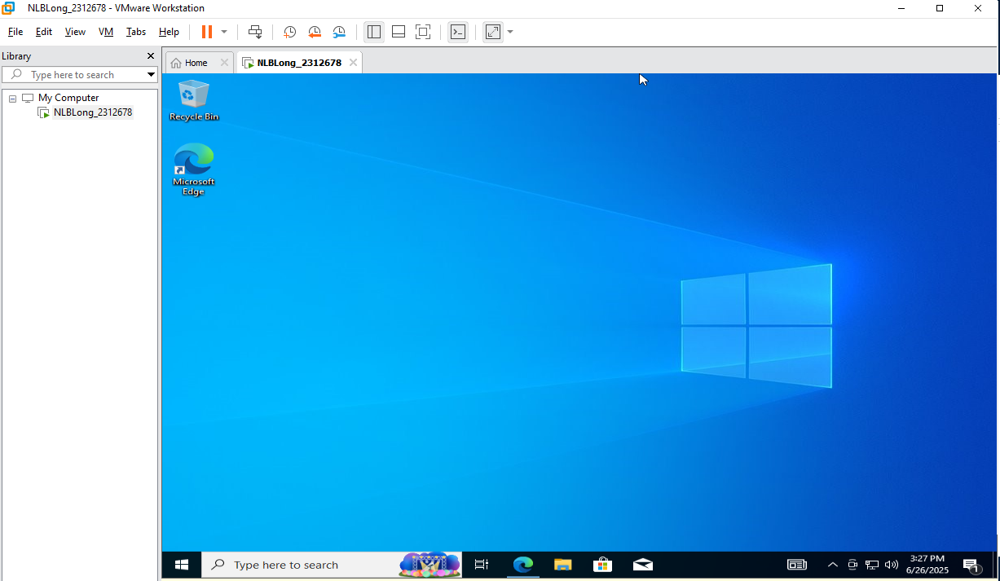 NLBLong_2312678 - VMware Workstation
File Edit View VM Tabs Help
Library
Type here to search
My Computer
NLBLong_2312678
Home
NLBLong_2312678
Recycle Bin
Microsoft
Edge
Type here to search
3:27 PM
6/26/2025
1